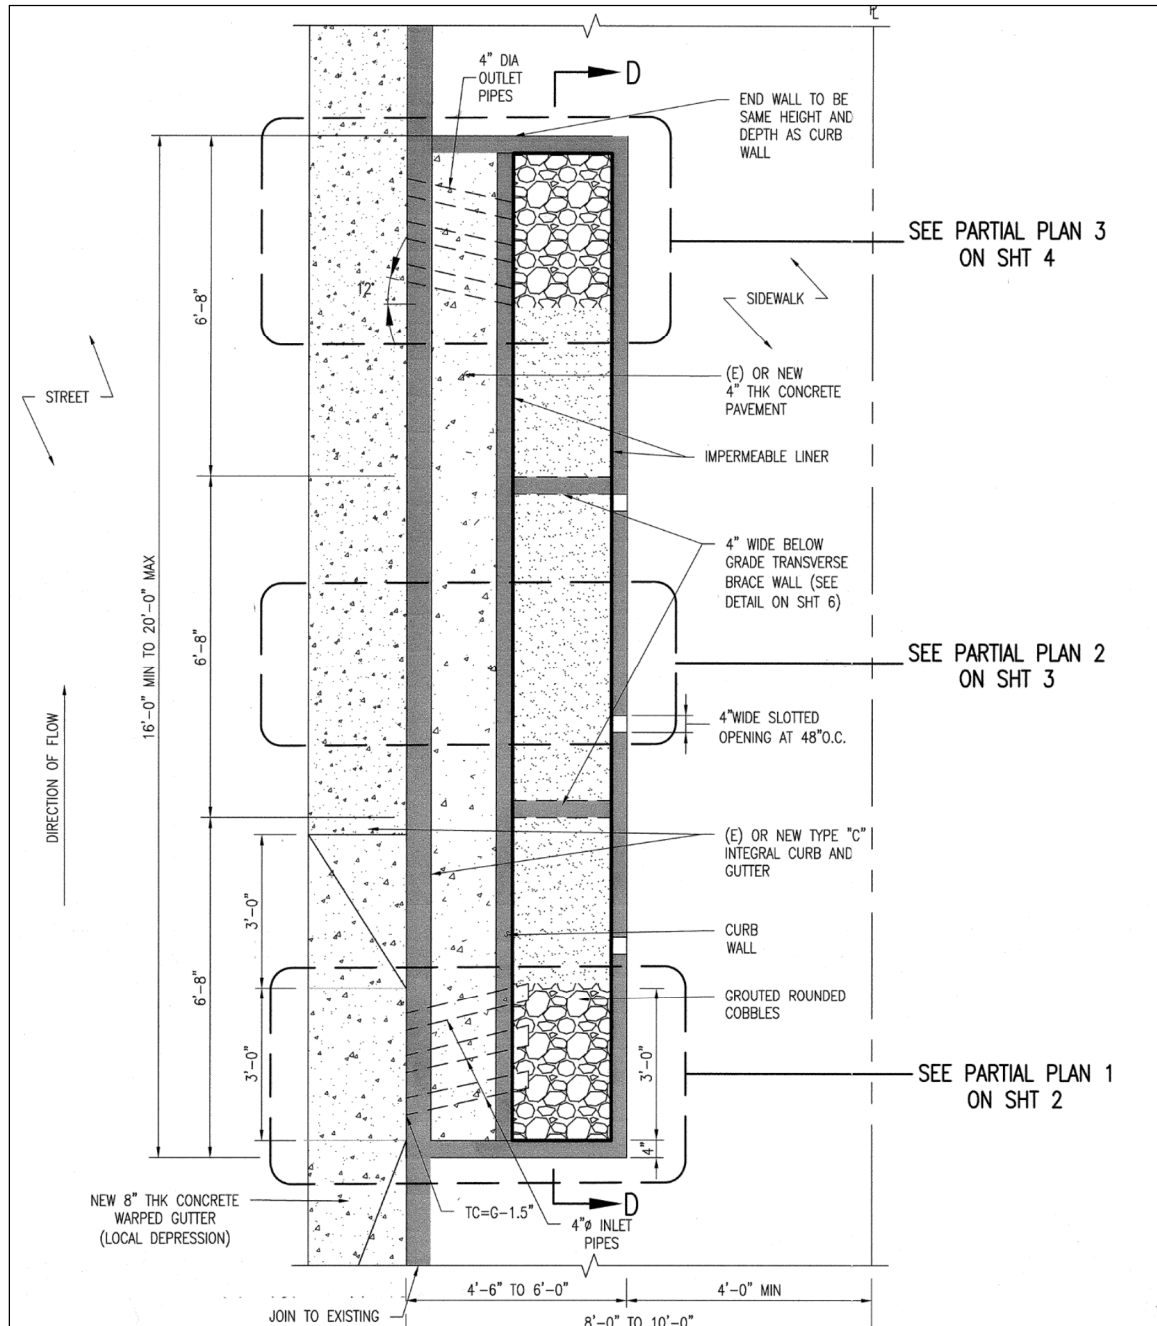 PL
4" DIA
OUTLET
PIPES
D
END WALL TO BE
SAME HEIGHT AND
DEPTH AS CURB
WALL
SEE PARTIAL PLAN 3
ON SHT 4
12°
SIDEWALK
6'-8"
STREET
(E) OR NEW
4" THK CONCRETE
PAVEMENT
IMPERMEABLE LINER
4" WIDE BELOW
GRADE TRANSVERSE
BRACE WALL (SEE
DETAIL ON SHT 6)
16'-0" MIN TO 20'-0" MAX
6'-8"
SEE PARTIAL PLAN 2
ON SHT 3
4"WIDE SLOTTED
OPENING AT 48"O.C.
DIRECTION OF FLOW
(E) OR NEW TYPE "C"
INTEGRAL CURB AND
GUTTER
3'-0"
CURB
WALL
6'-8"
GROUTED ROUNDED
COBBLES
3'-0"
3'-0"
SEE PARTIAL PLAN 1
ON SHT 2
4"
NEW 8" THK CONCRETE
WARPED GUTTER
(LOCAL DEPRESSION)
TC=G-1.5"
D
4"ø INLET
PIPES
4'-6" TO 6'-0"
4'-0" MIN
JOIN TO EXISTING
8'-0" TO 10'-0"